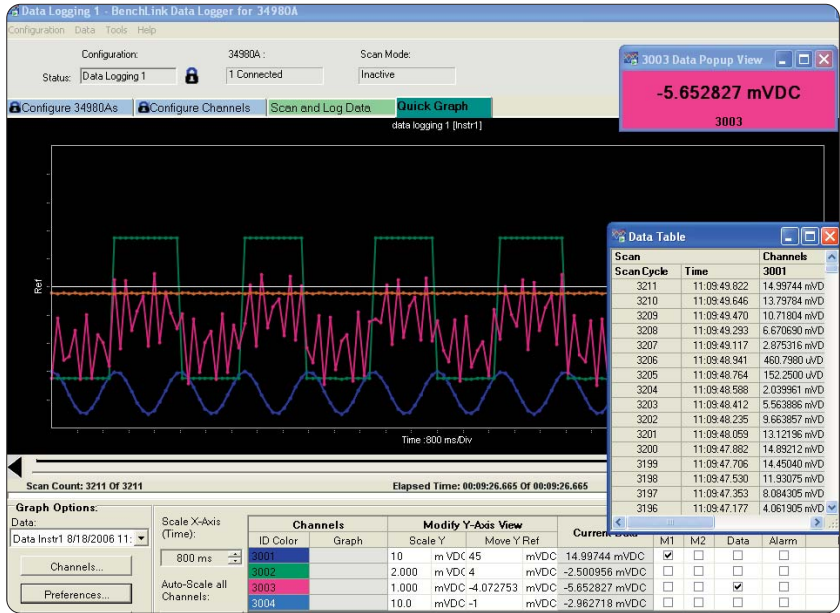 Data Logging 1 - BenchLink Data Logger for 34980A
Configuration Data Tools Help
Configuration: 34980A : Scan Mode:
Status: Data Logging 1 1 Connected Inactive
Configure 34980As Configure Channels Scan and Log Data Quick Graph
3003 Data Popup View
-5.652827 mVDC
3003
data logging 1 [Instr1]
Ref
Time :800 ms/Div
Data Table
Scan Channels
Scan Cycle Time 3001
3211 11:09:49.822 14.99744 mVD
3210 11:09:49.646 13.79784 mVD
3209 11:09:49.470 10.71804 mVD
3208 11:09:49.293 6.670690 mVD
3207 11:09:49.117 2.875316 mVD
3206 11:09:48.941 460.7980 uVD
3205 11:09:48.764 152.2500 uVD
3204 11:09:48.588 2.039961 mVD
3203 11:09:48.412 5.563886 mVD
3202 11:09:48.235 9.663857 mVD
3201 11:09:48.059 13.12196 mVD
3200 11:09:47.882 14.89212 mVD
3199 11:09:47.706 14.45040 mVD
3198 11:09:47.530 11.93075 mVD
3197 11:09:47.353 8.084305 mVD
3196 11:09:47.177 4.061905 mVD
Scan Count: 3211 Of 3211 Elapsed Time: 00:09:26.665 Of 00:09:26.665
Graph Options:
Data:
Data Instr1 8/18/2006 11:
Channels...
Preferences...
Scale X-Axis
(Time):
800 ms
Auto-Scale all
Channels:
Channels Modify Y-Axis View Current Data
ID Color Graph Scale Y Move Y Ref M1 M2 Data Alarm
3001 10 m VDC 45 mVDC 14.99744 mVDC
3002 2.000 m VDC 4 mVDC -2.500956 mVDC
3003 1.000 mVDC -4.072753 mVDC -5.652827 mVDC
3004 10.0 mVDC -1 mVDC -2.962718 mVDC